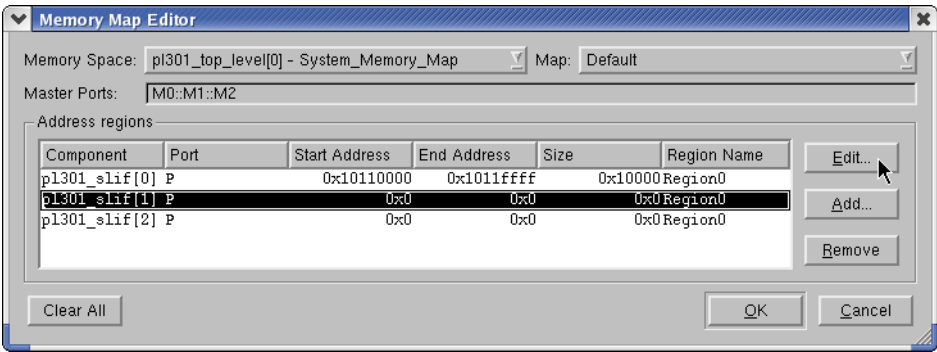 Memory Map Editor
Memory Space: pl301_top_level[0] - System_Memory_Map Map: Default
Master Ports: M0::M1::M2
Address regions
Component Port Start Address End Address Size Region Name
pl301_slif[0] P 0x10110000 0x1011ffff 0x10000 Region0
pl301_slif[1] P 0x0 0x0 0x0 Region0
pl301_slif[2] P 0x0 0x0 0x0 Region0
Edit...
Add...
Remove
Clear All OK Cancel